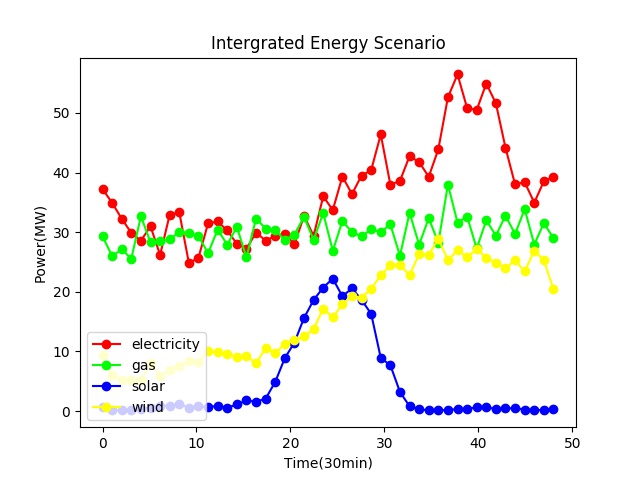 Intergrated Energy Scenario
Power(MW)
50
40
30
20
10
0
electricity
gas
solar
wind
0 10 20 30 40 50
Time(30min)